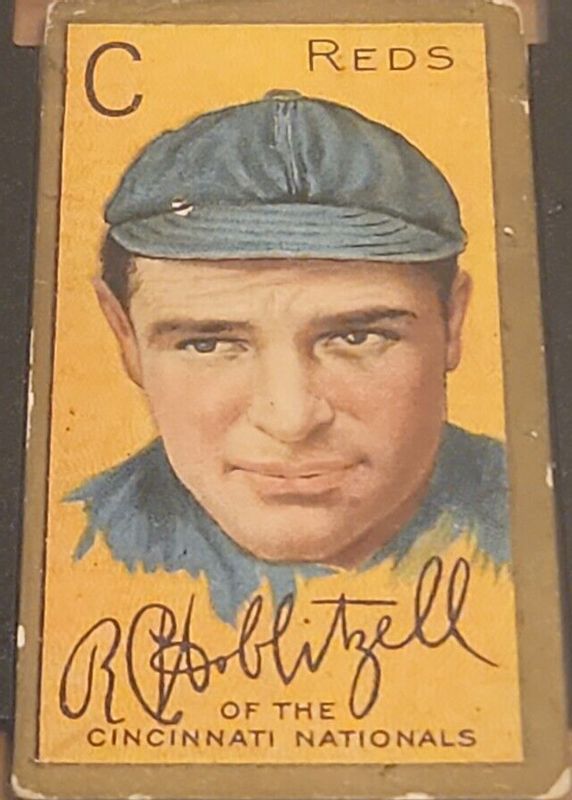 C REDS
R C Hoblitzell
OF THE
CINCINNATI NATIONALS